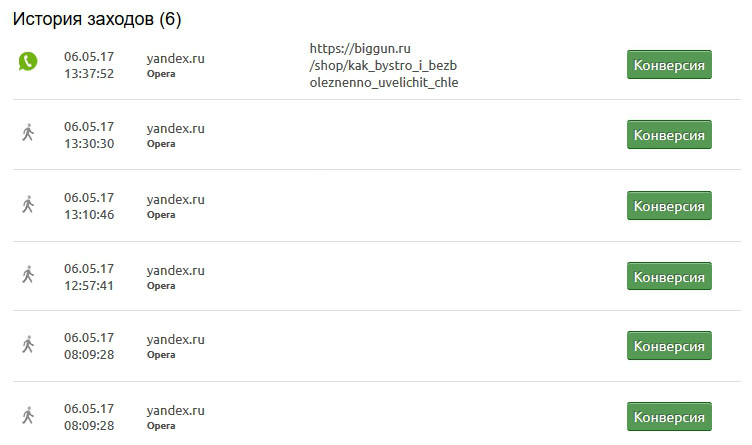 История заходов (6)
06.05.17
13:37:52
yandex.ru
Opera
https://biggun.ru
/shop/kak_bystro_i_bezb
oleznenno_uvelichit_chle
Конверсия
06.05.17
13:30:30
yandex.ru
Opera
Конверсия
06.05.17
13:10:46
yandex.ru
Opera
Конверсия
06.05.17
12:57:41
yandex.ru
Opera
Конверсия
06.05.17
08:09:28
yandex.ru
Opera
Конверсия
06.05.17
08:09:28
yandex.ru
Opera
Конверсия